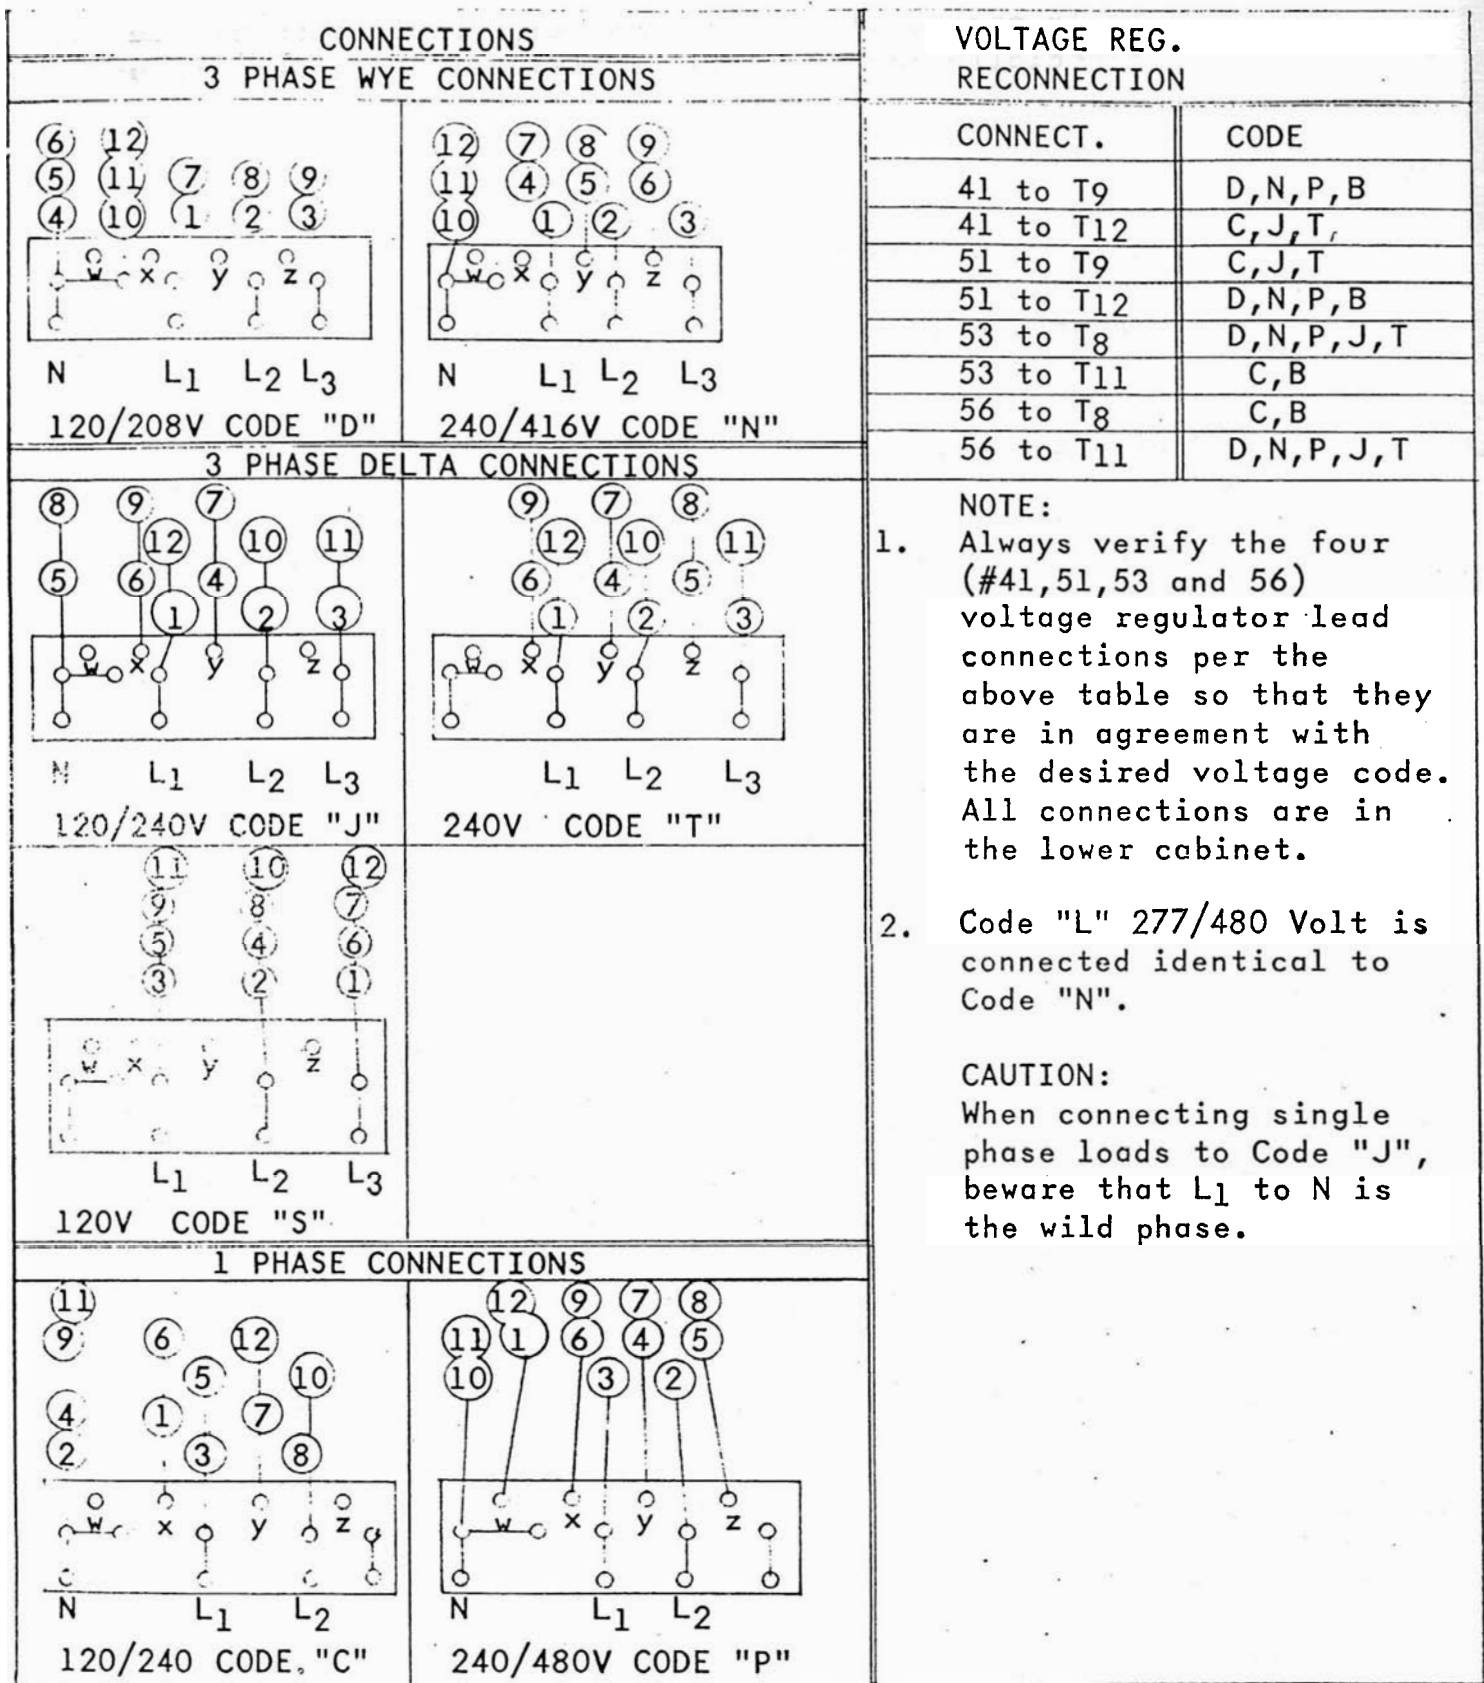 CONNECTIONS
3 PHASE WYE CONNECTIONS
6 12
5 11 7 8 9
4 10 1 2 3
w x y z
N L1 L2 L3
120/208V CODE "D"
12 7 8 9
11 4 5 6
10 1 2 3
w x y z
N L1 L2 L3
240/416V CODE "N"
3 PHASE DELTA CONNECTIONS
8 9 7
12 10 11
5 6 4
1 2 3
w x y z
N L1 L2 L3
120/240V CODE "J"
9 7 8
12 10 11
6 4 5
1 2 3
w x y z
L1 L2 L3
240V CODE "T"
11 10 12
9 8 7
5 4 6
3 2 1
w x y z
L1 L2 L3
120V CODE "S"
1 PHASE CONNECTIONS
11
9 6 12
5 10
4 1 7
2 3 8
w x y z
N L1 L2
120/240 CODE. "C"
12 9 7 8
11 1 6 4 5
10 3 2
w x y z
N L1 L2
240/480V CODE "P"
VOLTAGE REG.
RECONNECTION
CONNECT. CODE
41 to T9 D,N,P,B
41 to T12 C,J,T,
51 to T9 C,J,T
51 to T12 D,N,P,B
53 to T8 D,N,P,J,T
53 to T11 C,B
56 to T8 C,B
56 to T11 D,N,P,J,T
NOTE:
1. Always verify the four
(#41,51,53 and 56)
voltage regulator lead
connections per the
above table so that they
are in agreement with
the desired voltage code.
All connections are in
the lower cabinet.
2. Code "L" 277/480 Volt is
connected identical to
Code "N".
CAUTION:
When connecting single
phase loads to Code "J",
beware that L1 to N is
the wild phase.